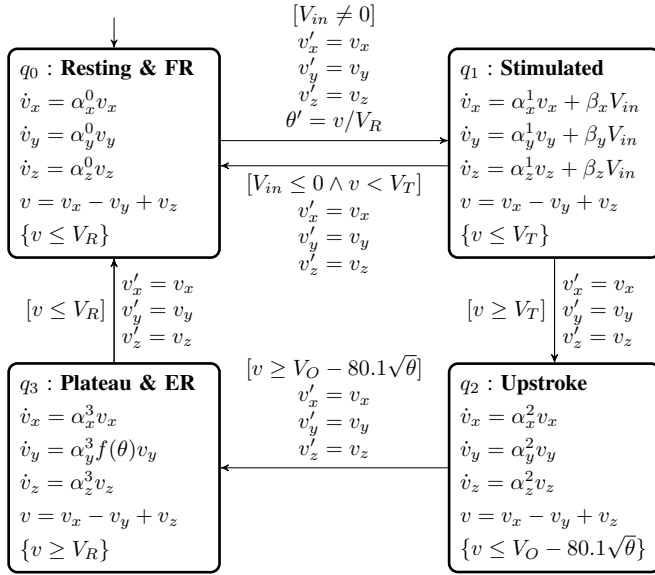 [V_in ≠ 0]
v′_x = v_x
v′_y = v_y
v′_z = v_z
θ′ = v/V_R
q_0 : Resting & FR
v̇_x = α^0_x v_x
v̇_y = α^0_y v_y
v̇_z = α^0_z v_z
v = v_x − v_y + v_z
{v ≤ V_R}
q_1 : Stimulated
v̇_x = α^1_x v_x + β_x V_in
v̇_y = α^1_y v_y + β_y V_in
v̇_z = α^1_z v_z + β_z V_in
v = v_x − v_y + v_z
{v ≤ V_T}
[V_in ≤ 0 ∧ v < V_T]
v′_x = v_x
v′_y = v_y
v′_z = v_z
[v ≤ V_R]
v′_x = v_x
v′_y = v_y
v′_z = v_z
[v ≥ V_T]
v′_x = v_x
v′_y = v_y
v′_z = v_z
q_3 : Plateau & ER
v̇_x = α^3_x v_x
v̇_y = α^3_y f(θ)v_y
v̇_z = α^3_z v_z
v = v_x − v_y + v_z
{v ≥ V_R}
[v ≥ V_O − 80.1√θ]
v′_x = v_x
v′_y = v_y
v′_z = v_z
q_2 : Upstroke
v̇_x = α^2_x v_x
v̇_y = α^2_y v_y
v̇_z = α^2_z v_z
v = v_x − v_y + v_z
{v ≤ V_O − 80.1√θ}